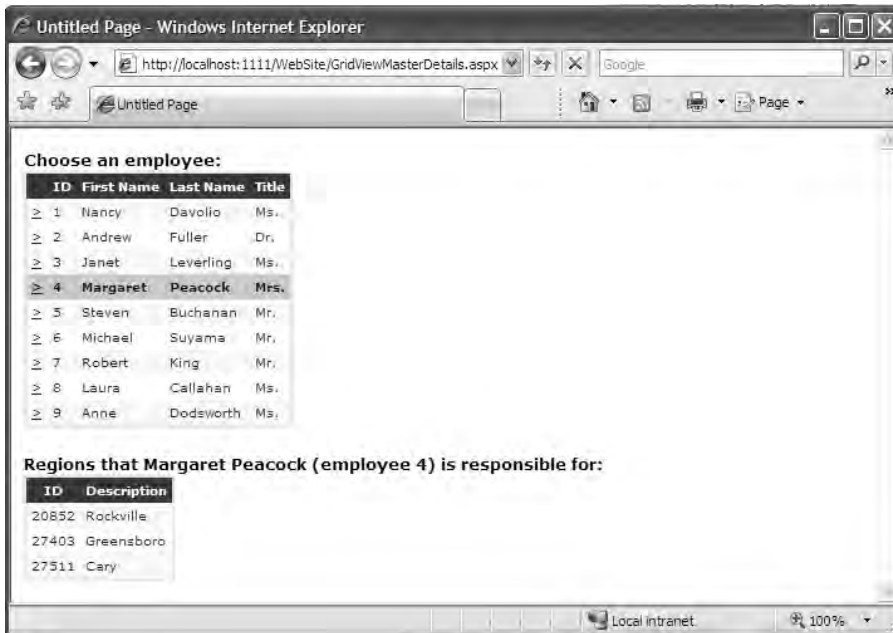 Untitled Page - Windows Internet Explorer
http://localhost:1111/WebSite/GridViewMasterDetails.aspx
Google
Untitled Page
Page
Choose an employee:
ID First Name Last Name Title
> 1 Nancy Davolio Ms.
> 2 Andrew Fuller Dr.
> 3 Janet Leverling Ms.
> 4 Margaret Peacock Mrs.
> 5 Steven Buchanan Mr.
> 6 Michael Suyama Mr.
> 7 Robert King Mr.
> 8 Laura Callahan Ms.
> 9 Anne Dodsworth Ms.
Regions that Margaret Peacock (employee 4) is responsible for:
ID Description
20852 Rockville
27403 Greensboro
27511 Cary
Local intranet 100%